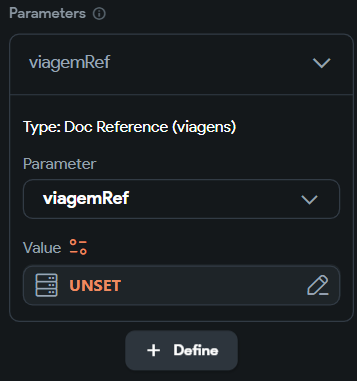 Parameters
viagemRef
Type: Doc Reference (viagens)
Parameter
viagemRef
Value
UNSET
+ Define